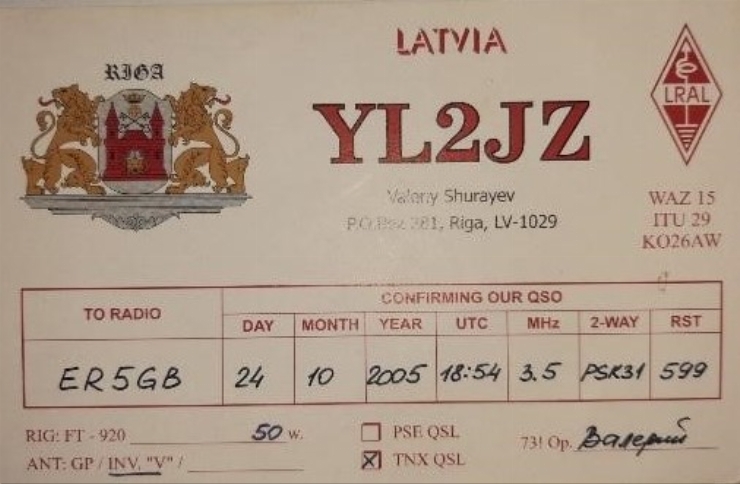 LATVIA
RIGA
YL2JZ
LRAL
Valeriy Shurayev
P.O.Box 381, Riga, LV-1029
WAZ 15
ITU 29
KO26AW
TO RADIO
CONFIRMING OUR QSO
DAY MONTH YEAR UTC MHz 2-WAY RST
ER5GB 24 10 2005 18:54 3.5 PSK31 599
RIG: FT - 920 50 w.
PSE QSL
73! Op. Валерий
ANT: GP / INV. "V" /
TNX QSL